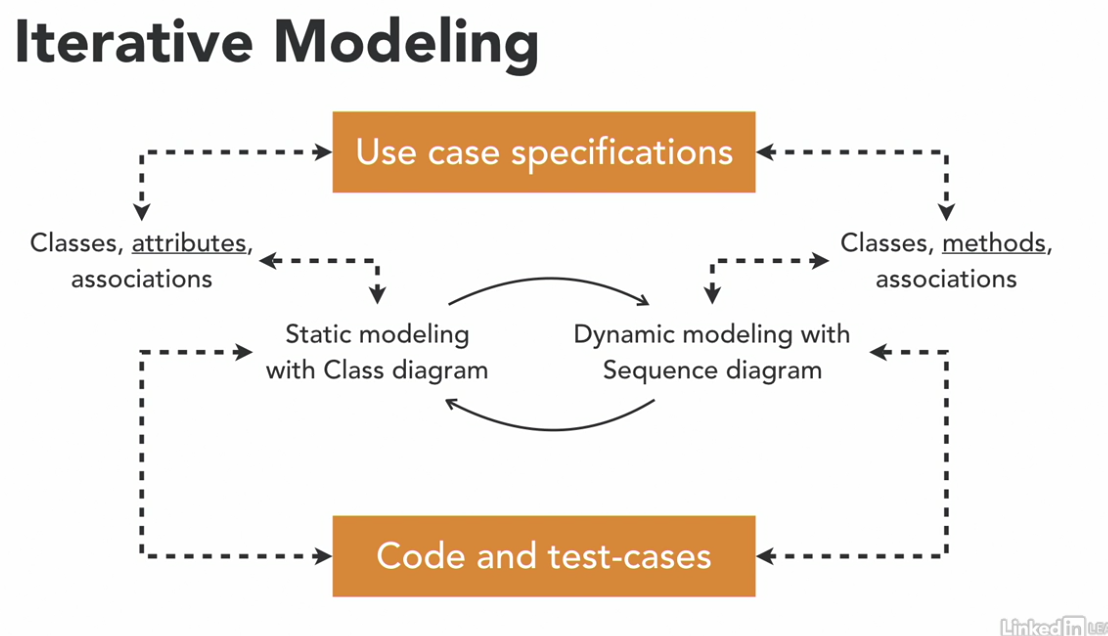 Iterative Modeling
Use case specifications
Classes, attributes,
associations
Classes, methods,
associations
Static modeling
with Class diagram
Dynamic modeling with
Sequence diagram
Code and test-cases
LinkedIn LEA